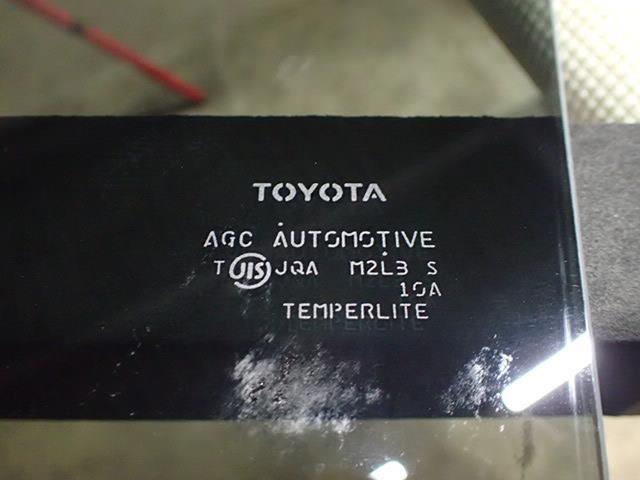 TOYOTA
AGC AUTOMOTIVE
T JIS JQA M2L3 S
10A
TEMPERLITE